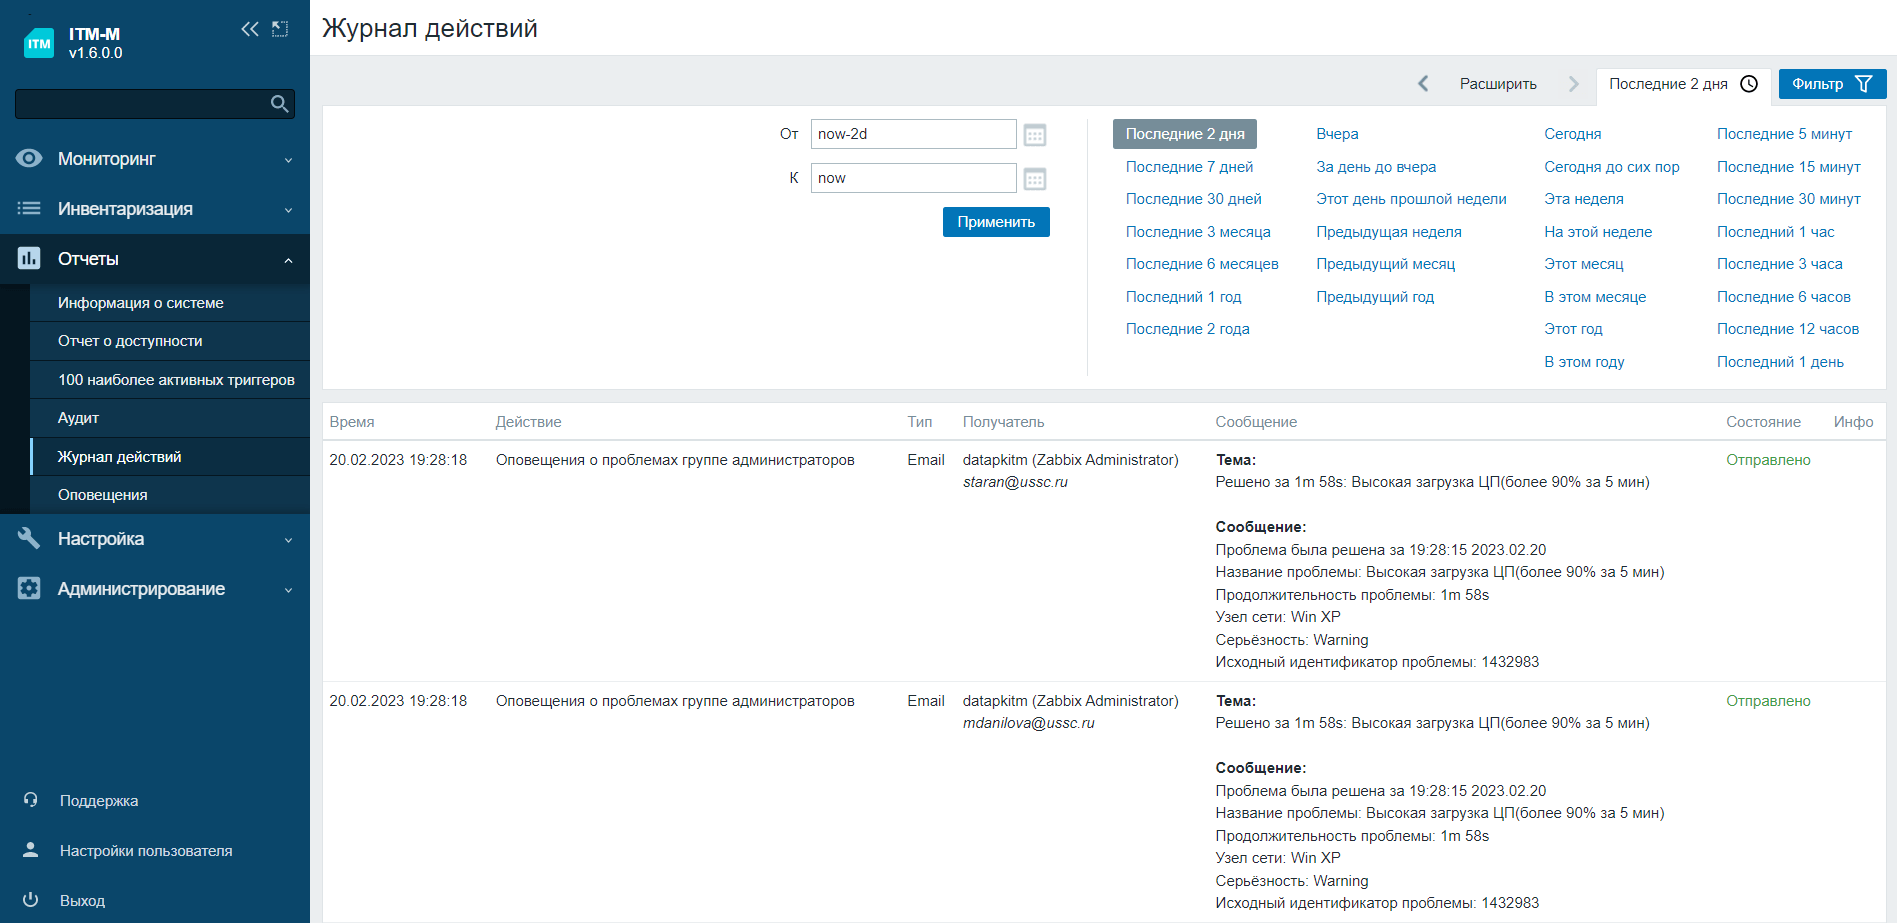 ITM
ITM-M
v1.6.0.0
Мониторинг
Инвентаризация
Отчеты
Информация о системе
Отчет о доступности
100 наиболее активных триггеров
Аудит
Журнал действий
Оповещения
Настройка
Администрирование
Поддержка
Настройки пользователя
Выход
Журнал действий
Расширить
Последние 2 дня
Фильтр
От now-2d
К now
Применить
Последние 2 дня Вчера Сегодня Последние 5 минут
Последние 7 дней За день до вчера Сегодня до сих пор Последние 15 минут
Последние 30 дней Этот день прошлой недели Эта неделя Последние 30 минут
Последние 3 месяца Предыдущая неделя На этой неделе Последний 1 час
Последние 6 месяцев Предыдущий месяц Этот месяц Последние 3 часа
Последний 1 год Предыдущий год В этом месяце Последние 6 часов
Последние 2 года Этот год Последние 12 часов
В этом году Последний 1 день
Время Действие Тип Получатель Сообщение Состояние Инфо
20.02.2023 19:28:18 Оповещения о проблемах группе администраторов Email datapkitm (Zabbix Administrator) Тема: Отправлено
staran@ussc.ru Решено за 1m 58s: Высокая загрузка ЦП(более 90% за 5 мин)
Сообщение:
Проблема была решена за 19:28:15 2023.02.20
Название проблемы: Высокая загрузка ЦП(более 90% за 5 мин)
Продолжительность проблемы: 1m 58s
Узел сети: Win XP
Серьёзность: Warning
Исходный идентификатор проблемы: 1432983
20.02.2023 19:28:18 Оповещения о проблемах группе администраторов Email datapkitm (Zabbix Administrator) Тема: Отправлено
mdanilova@ussc.ru Решено за 1m 58s: Высокая загрузка ЦП(более 90% за 5 мин)
Сообщение:
Проблема была решена за 19:28:15 2023.02.20
Название проблемы: Высокая загрузка ЦП(более 90% за 5 мин)
Продолжительность проблемы: 1m 58s
Узел сети: Win XP
Серьёзность: Warning
Исходный идентификатор проблемы: 1432983